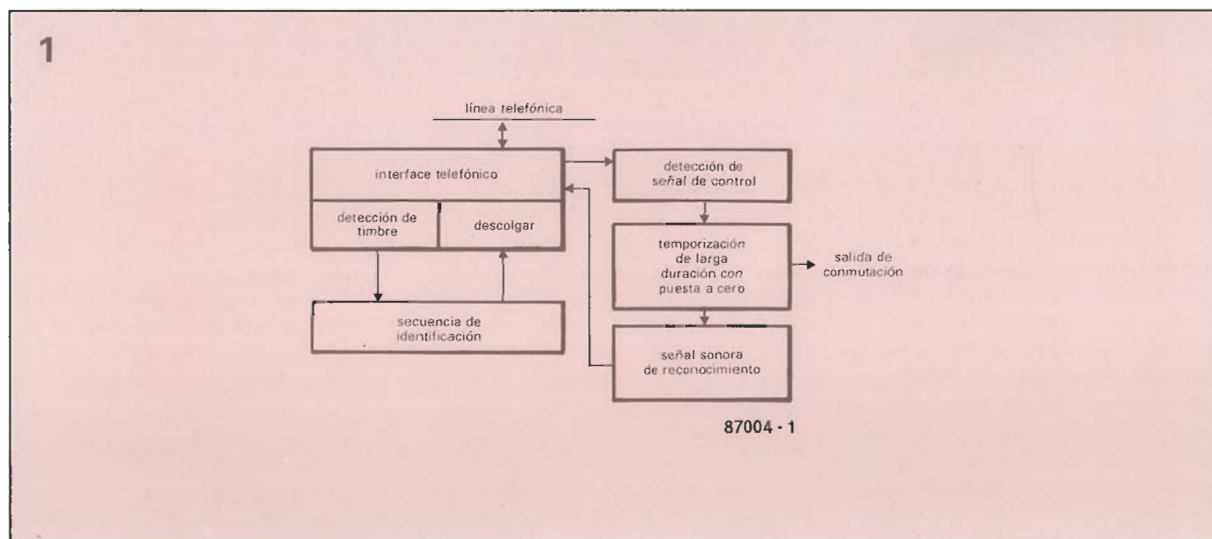 1
línea telefónica
interface telefónico
detección de
timbre
descolgar
secuencia de
identificación
detección de
señal de control
temporización
de larga
duración con
puesta a cero
salida de
conmutación
señal sonora
de reconocimiento
87004 - 1